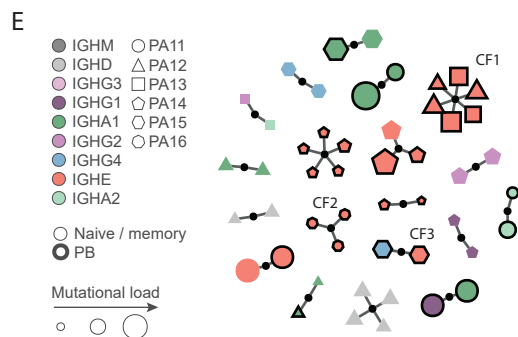 E
IGHM
IGHD
IGHG3
IGHG1
IGHA1
IGHG2
IGHG4
IGHE
IGHA2
PA11
PA12
PA13
PA14
PA15
PA16
Naive / memory
PB
Mutational load
CF1
CF2
CF3